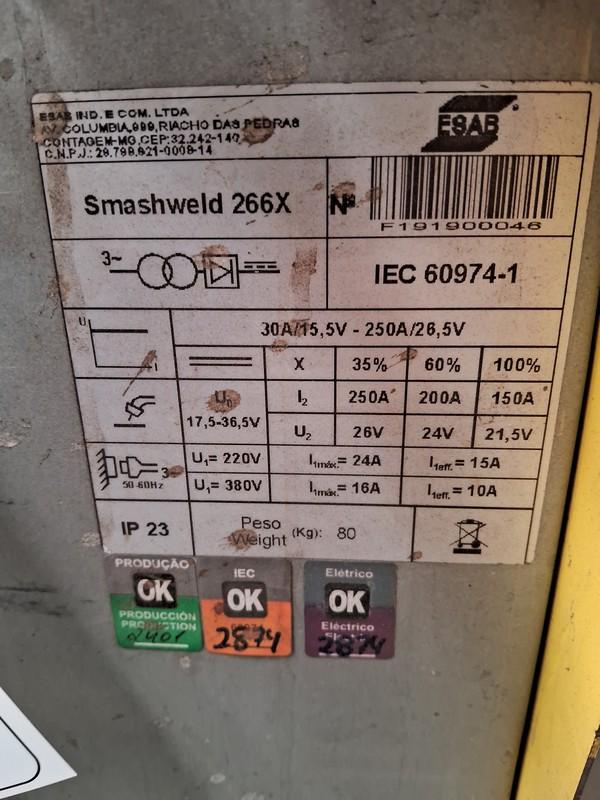 ESAB IND. E COM. LTDA
AV. COLUMBIA,999,RIACHO DAS PEDRAS
CONTAGEM-MG,CEP:32.242-140
C.N.P.J.: 29.799.921-0009-14
ESAB
Smashweld 266X
Nº
F191900046
3~
IEC 60974-1
U
I
30A/15,5V - 250A/26,5V
X 35% 60% 100%
U0
17,5-36,5V
I2 250A 200A 150A
U2 26V 24V 21,5V
3~
50-60Hz
U1= 220V I1máx.= 24A I1eff.= 15A
U1= 380V I1máx.= 16A I1eff.= 10A
IP 23
Peso
Weight (Kg): 80
PRODUÇÃO
OK
PRODUCCIÓN
PRODUCTION
2401
IEC
OK
2874
Elétrico
OK
Eléctrico
2874